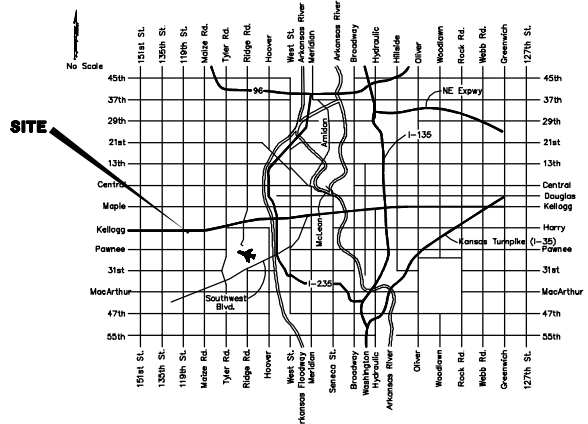 151st St.
135th St.
119th St.
Maize Rd.
Tyler Rd.
Ridge Rd.
Hoover
West St.
Arkansas River
Meridian
Arkansas River
Broadway
Hydraulic
Hillside
Oliver
Woodlawn
Rock Rd.
Webb Rd.
Greenwich
127th St.
No Scale
45th
96
45th
37th
NE Expwy
37th
29th
29th
SITE
Amidon
I-135
21st
21st
13th
13th
Central
Central
Douglas
Maple
Kellogg
Kellogg
McLean
Harry
Pawnee
Kansas Turnpike (I-35)
Pawnee
31st
31st
I-235
MacArthur
Southwest
Blvd.
MacArthur
47th
47th
55th
55th
151st St.
135th St.
119th St.
Maize Rd.
Tyler Rd.
Ridge Rd.
Hoover
West St.
rkansas Floodway
Meridian
Seneca St.
Broadway
Washington
Hydraulic
Arkansas River
Oliver
Woodlawn
Rock Rd.
Webb Rd.
Greenwich
127th St.